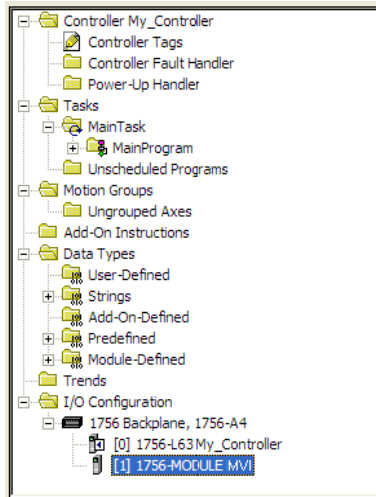 Controller My_Controller
Controller Tags
Controller Fault Handler
Power-Up Handler
Tasks
MainTask
MainProgram
Unscheduled Programs
Motion Groups
Ungrouped Axes
Add-On Instructions
Data Types
User-Defined
Strings
Add-On-Defined
Predefined
Module-Defined
Trends
I/O Configuration
1756 Backplane, 1756-A4
[0] 1756-L63 My_Controller
[1] 1756-MODULE MVI